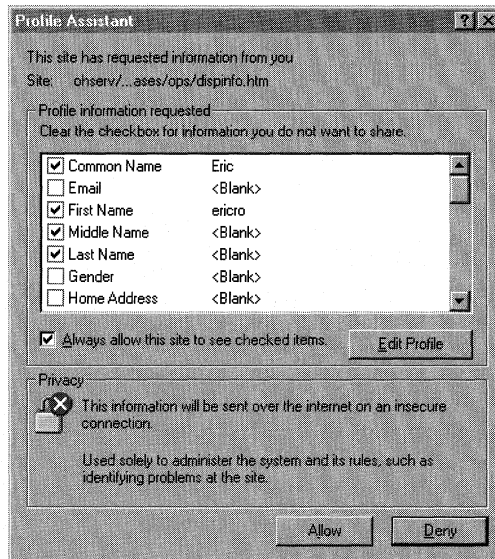 Profile Assistant
This site has requested information from you
Site: ohserv/...ases/ops/dispinfo.htm
Profile information requested
Clear the checkbox for information you do not want to share.
Common Name Eric
Email <Blank>
First Name ericro
Middle Name <Blank>
Last Name <Blank>
Gender <Blank>
Home Address <Blank>
Always allow this site to see checked items.
Edit Profile
Privacy
This information will be sent over the internet on an insecure
connection.
Used solely to administer the system and its rules, such as
identifying problems at the site.
Allow Deny